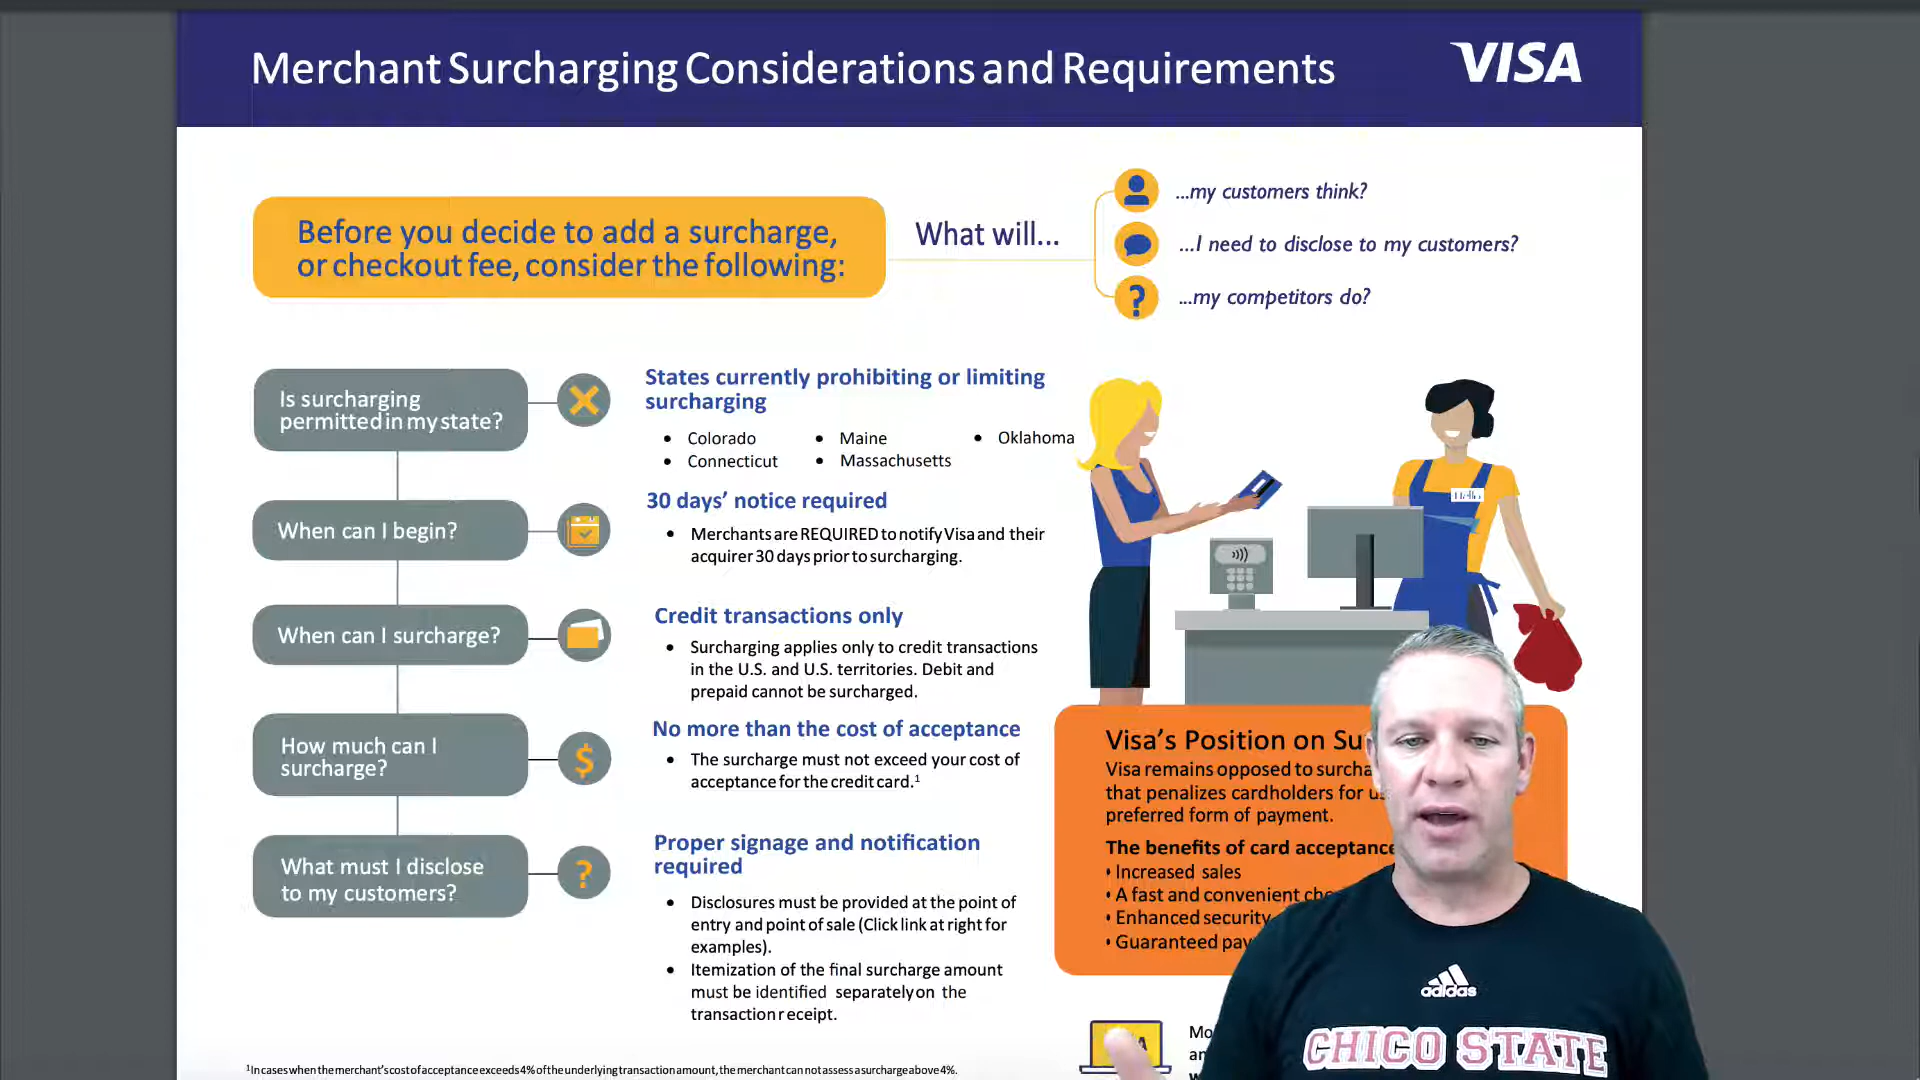 Merchant Surcharging Considerations and Requirements
VISA
Before you decide to add a surcharge,
or checkout fee, consider the following:
What will...
...my customers think?
...I need to disclose to my customers?
...my competitors do?
Is surcharging
permitted in my state?
States currently prohibiting or limiting
surcharging
• Colorado
• Connecticut
• Maine
• Massachusetts
• Oklahoma
When can I begin?
30 days' notice required
• Merchants are REQUIRED to notify Visa and their
acquirer 30 days prior to surcharging.
When can I surcharge?
Credit transactions only
• Surcharging applies only to credit transactions
in the U.S. and U.S. territories. Debit and
prepaid cannot be surcharged.
How much can I
surcharge?
$
No more than the cost of acceptance
• The surcharge must not exceed your cost of
acceptance for the credit card.¹
What must I disclose
to my customers?
?
Proper signage and notification
required
• Disclosures must be provided at the point of
entry and point of sale (Click link at right for
examples).
• Itemization of the final surcharge amount
must be identified separately on the
transaction receipt.
¹In cases when the merchant's cost of acceptance exceeds 4% of the underlying transaction amount, the merchant can not assess a surcharge above 4%.
Hello
Visa's Position on
Visa remains opposed to
that penalizes cardholders for
preferred form of payment.
The benefits of card acceptance
• Increased sales
• A fast and convenient
• Enhanced security
• Guaranteed
adidas
CHICO STATE